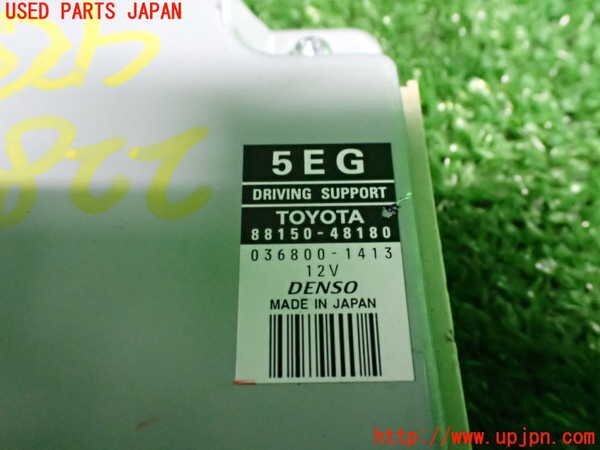 USED PARTS JAPAN
5EG
DRIVING SUPPORT
TOYOTA
88150-48180
036800-1413
12V
DENSO
MADE IN JAPAN
http://www.upjpn.com